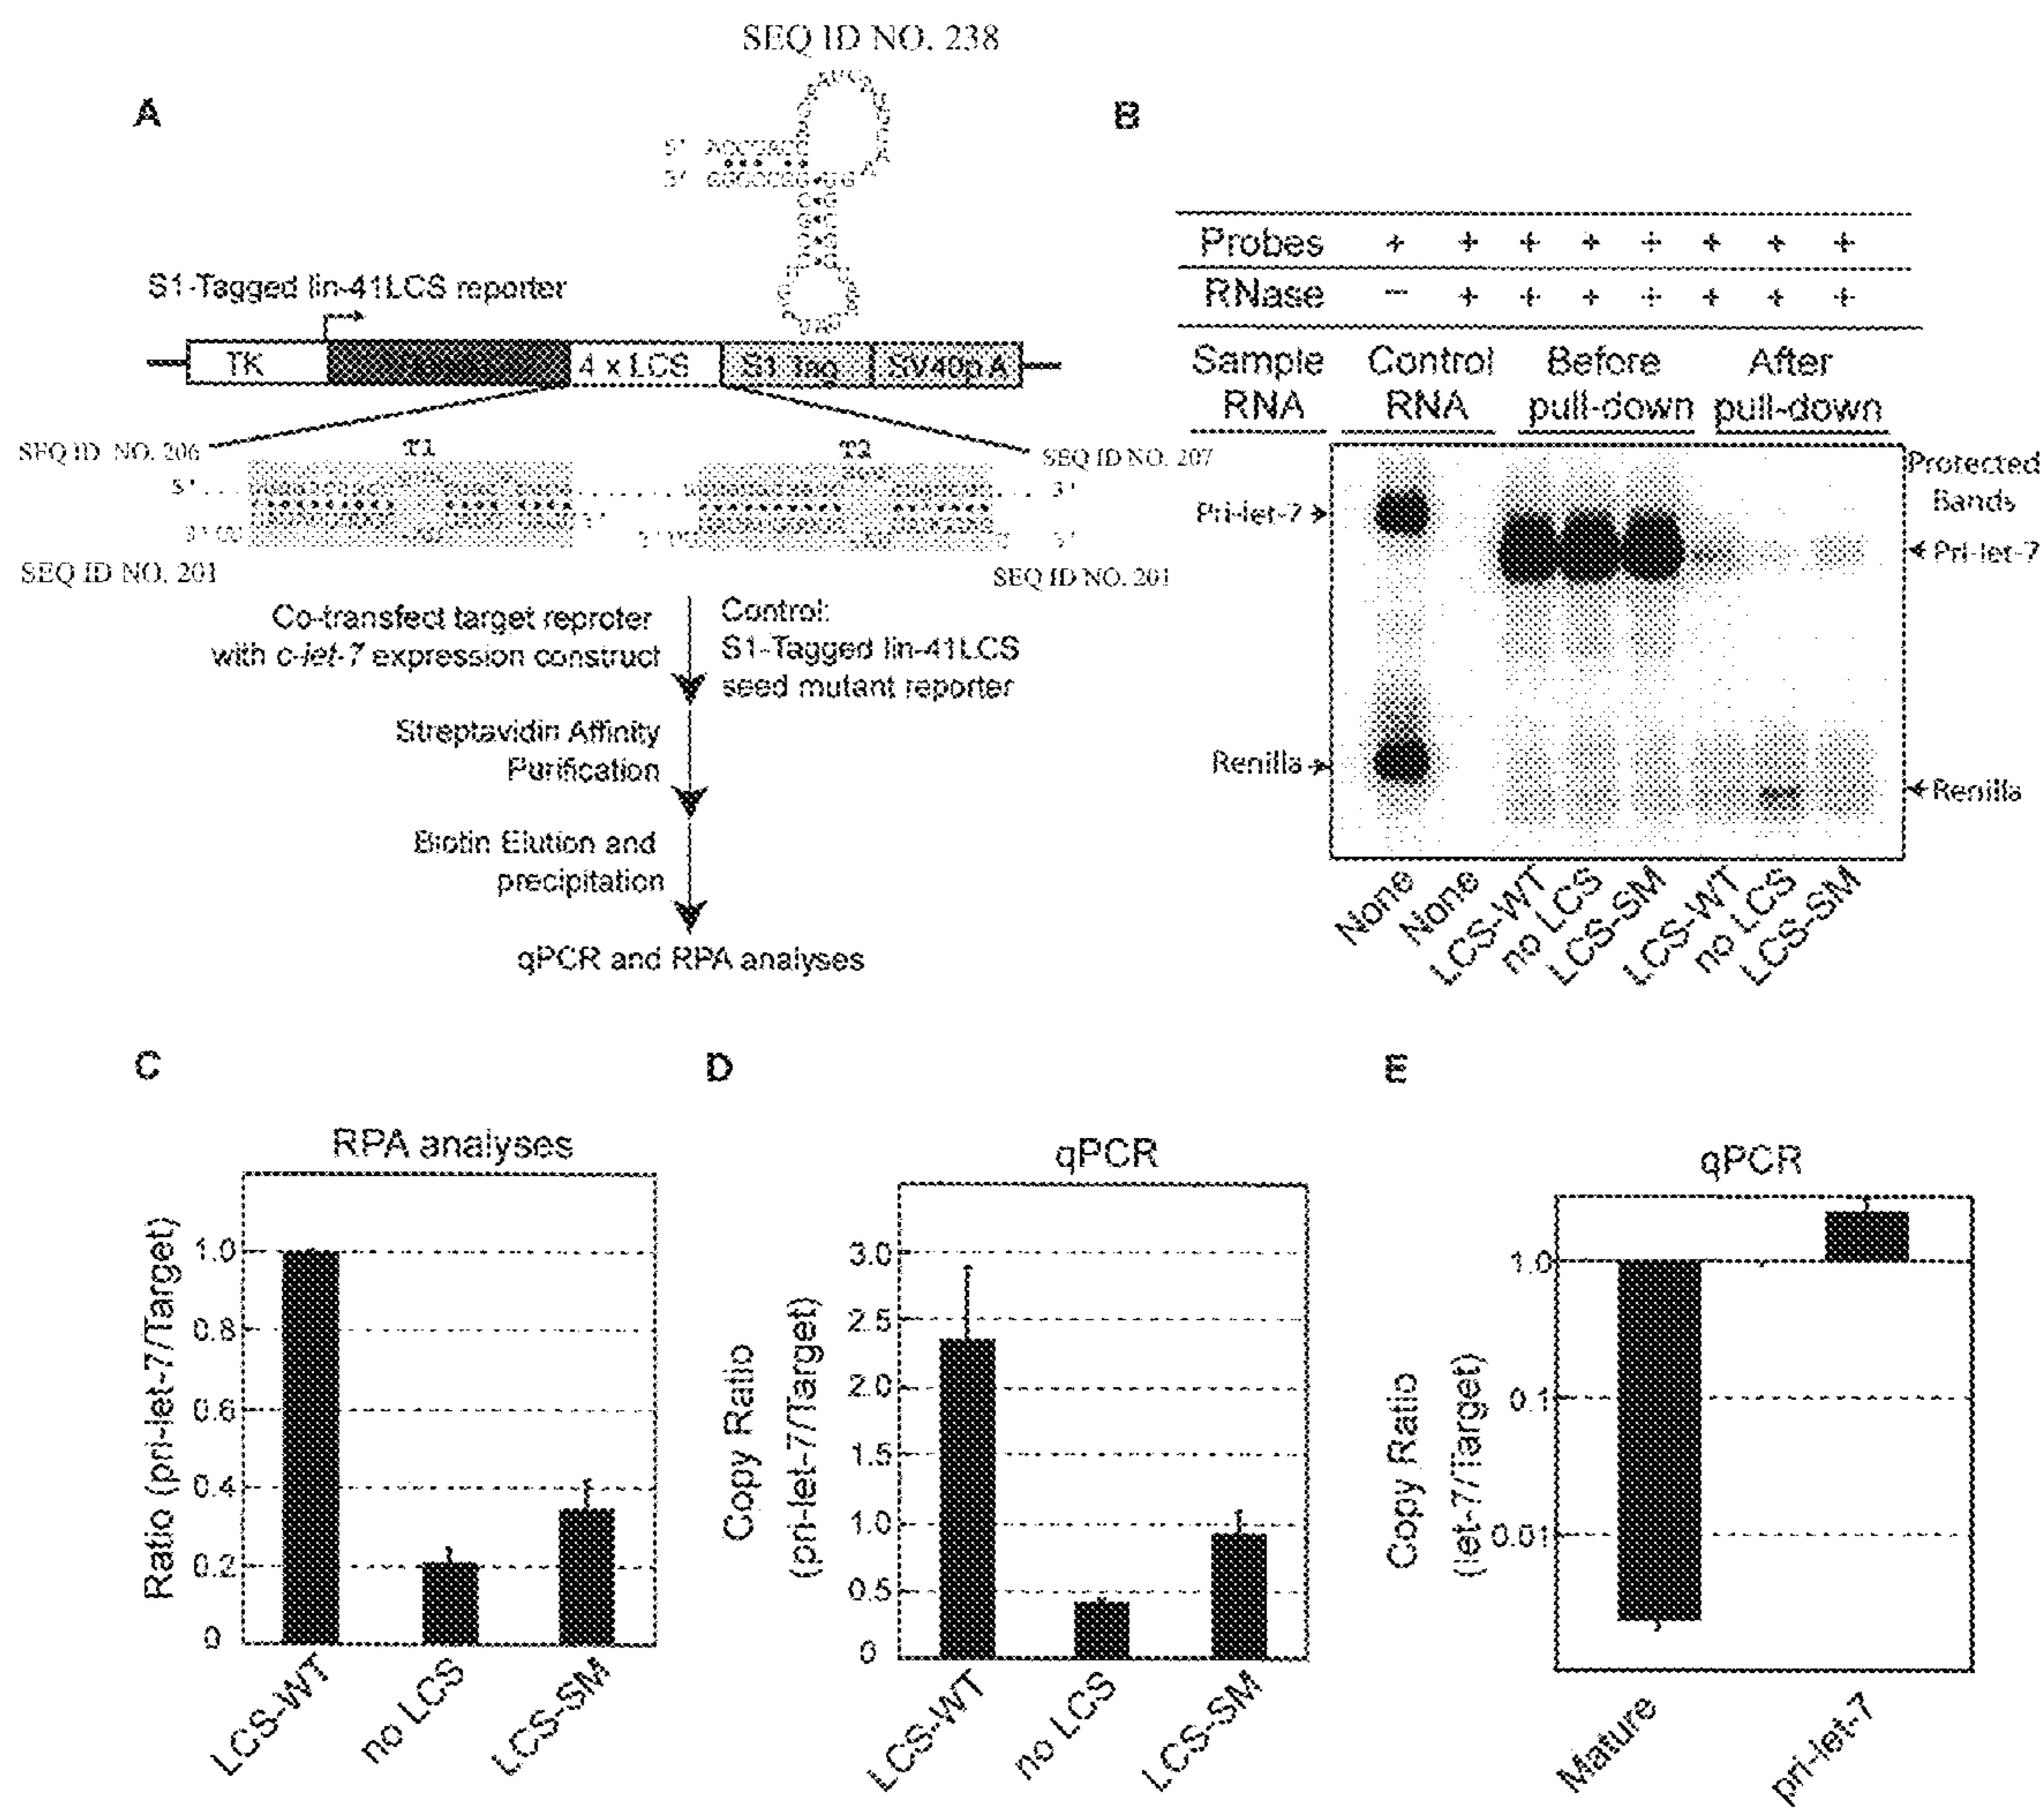 SEQ ID NO. 238
A
S1-Tagged lin-41LCS reporter
TK
4 x LCS
S1 tag
SV40p A
SEQ ID NO. 206
T1
T2
SEQ ID NO. 207
5'
3'
SEQ ID NO. 201
SEQ ID NO. 201
Co-transfect target reproter
with c-let-7 expression construct
Control:
S1-Tagged lin-41LCS
seed mutant reporter
Streptavidin Affinity
Purification
Biotin Elution and
precipitation
qPCR and RPA analyses
B
Probes + + + + + + + +
RNase − + + + + + + +
Sample
RNA
Control
RNA
Before
pull-down
After
pull-down
Protected
Bands
Pri-let-7
Pri-let-7
Renilla
Renilla
None
None
LCS-WT
no LCS
LCS-SM
LCS-WT
no LCS
LCS-SM
C
RPA analyses
Ratio (pri-let-7/Target)
1.0
0.8
0.6
0.4
0.2
0
LCS-WT
no LCS
LCS-SM
D
qPCR
Copy Ratio
(pri-let-7/Target)
3.0
2.5
2.0
1.5
1.0
0.5
0
LCS-WT
no LCS
LCS-SM
E
qPCR
Copy Ratio
(let-7/Target)
1.0
0.1
0.01
Mature
pri-let-7